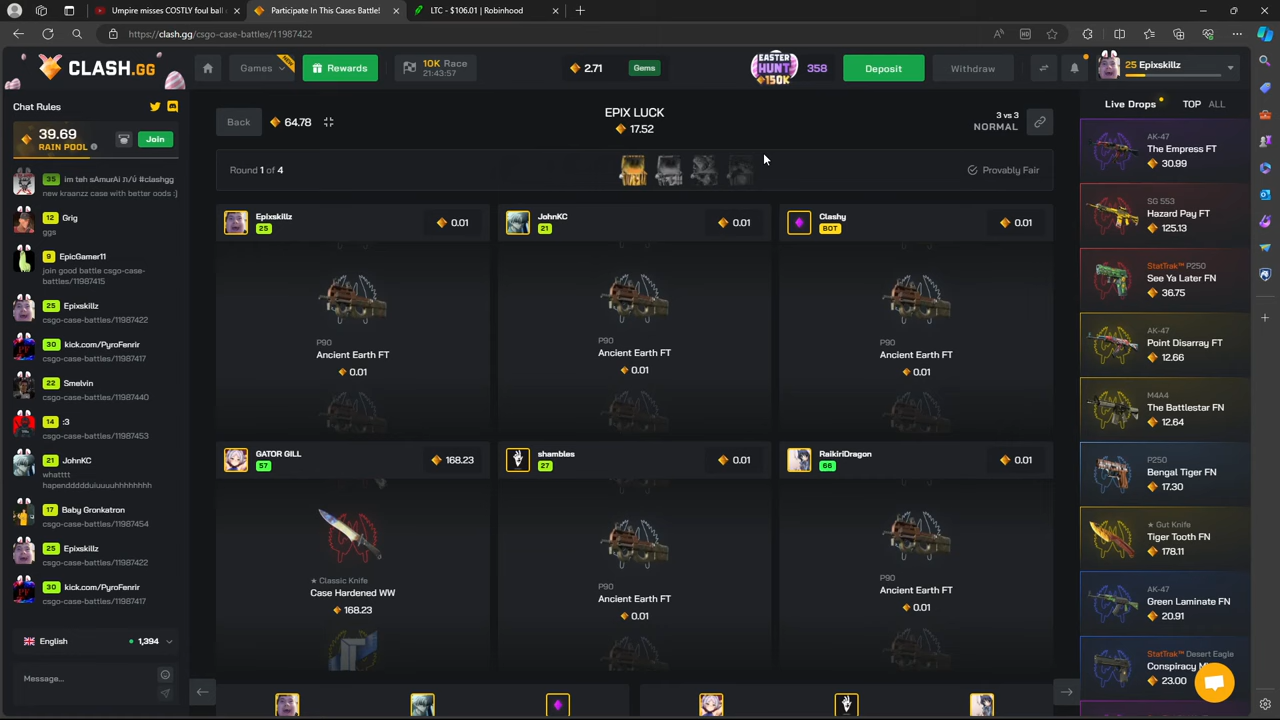 Umpire misses COSTLY foul ball
Participate In This Cases Battle!
LTC - $106.01 | Robinhood
https://clash.gg/csgo-case-battles/11987422
CLASH.GG
Games
Rewards
10K Race
21:43:57
2.71
Gems
EASTER
HUNT
150K
358
Deposit
Withdraw
25 Epixskillz
Chat Rules
39.69
RAIN POOL
Join
35 im teh sAmurAi
#clashgg
new kraanzz case with better oods :]
12 Grig
ggs
9 EpicGamer11
join good battle csgo-case-
battles/11987415
25 Epixskillz
csgo-case-battles/11987422
30 kick.com/PyroFenrir
csgo-case-battles/11987417
22 Smelvin
csgo-case-battles/11987440
14 :3
csgo-case-battles/11987453
21 JohnKC
whatttt
hapendddddduiuuuuhhhhhhhh
17 Baby Gronkatron
csgo-case-battles/11987454
25 Epixskillz
csgo-case-battles/11987422
30 kick.com/PyroFenrir
csgo-case-battles/11987417
English
1,394
Message...
Back
64.78
EPIX LUCK
17.52
3 vs 3
NORMAL
Round 1 of 4
Provably Fair
Epixskillz
25
0.01
JohnKC
21
0.01
Clashy
BOT
0.01
P90
Ancient Earth FT
0.01
P90
Ancient Earth FT
0.01
P90
Ancient Earth FT
0.01
GATOR GILL
57
168.23
shambles
27
0.01
RaikiriDragon
66
0.01
★ Classic Knife
Case Hardened WW
168.23
P90
Ancient Earth FT
0.01
P90
Ancient Earth FT
0.01
Live Drops
TOP
ALL
AK-47
The Empress FT
30.99
SG 553
Hazard Pay FT
125.13
StatTrak™ P250
See Ya Later FN
36.75
AK-47
Point Disarray FT
12.66
M4A4
The Battlestar FN
12.64
P250
Bengal Tiger FN
17.30
★ Gut Knife
Tiger Tooth FN
178.11
AK-47
Green Laminate FN
20.91
StatTrak™ Desert Eagle
Conspiracy
23.00